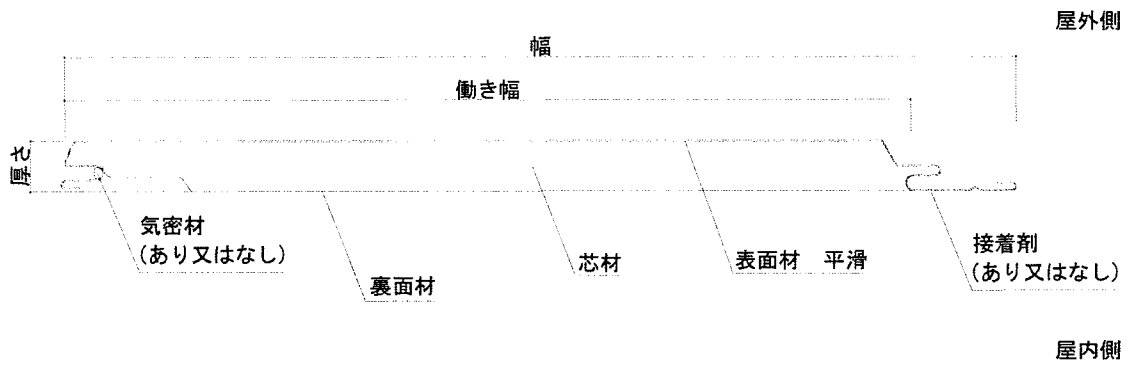 屋外側
幅
働き幅
厚さ
気密材
(あり又はなし)
裏面材
芯材
表面材 平滑
接着剤
(あり又はなし)
屋内側